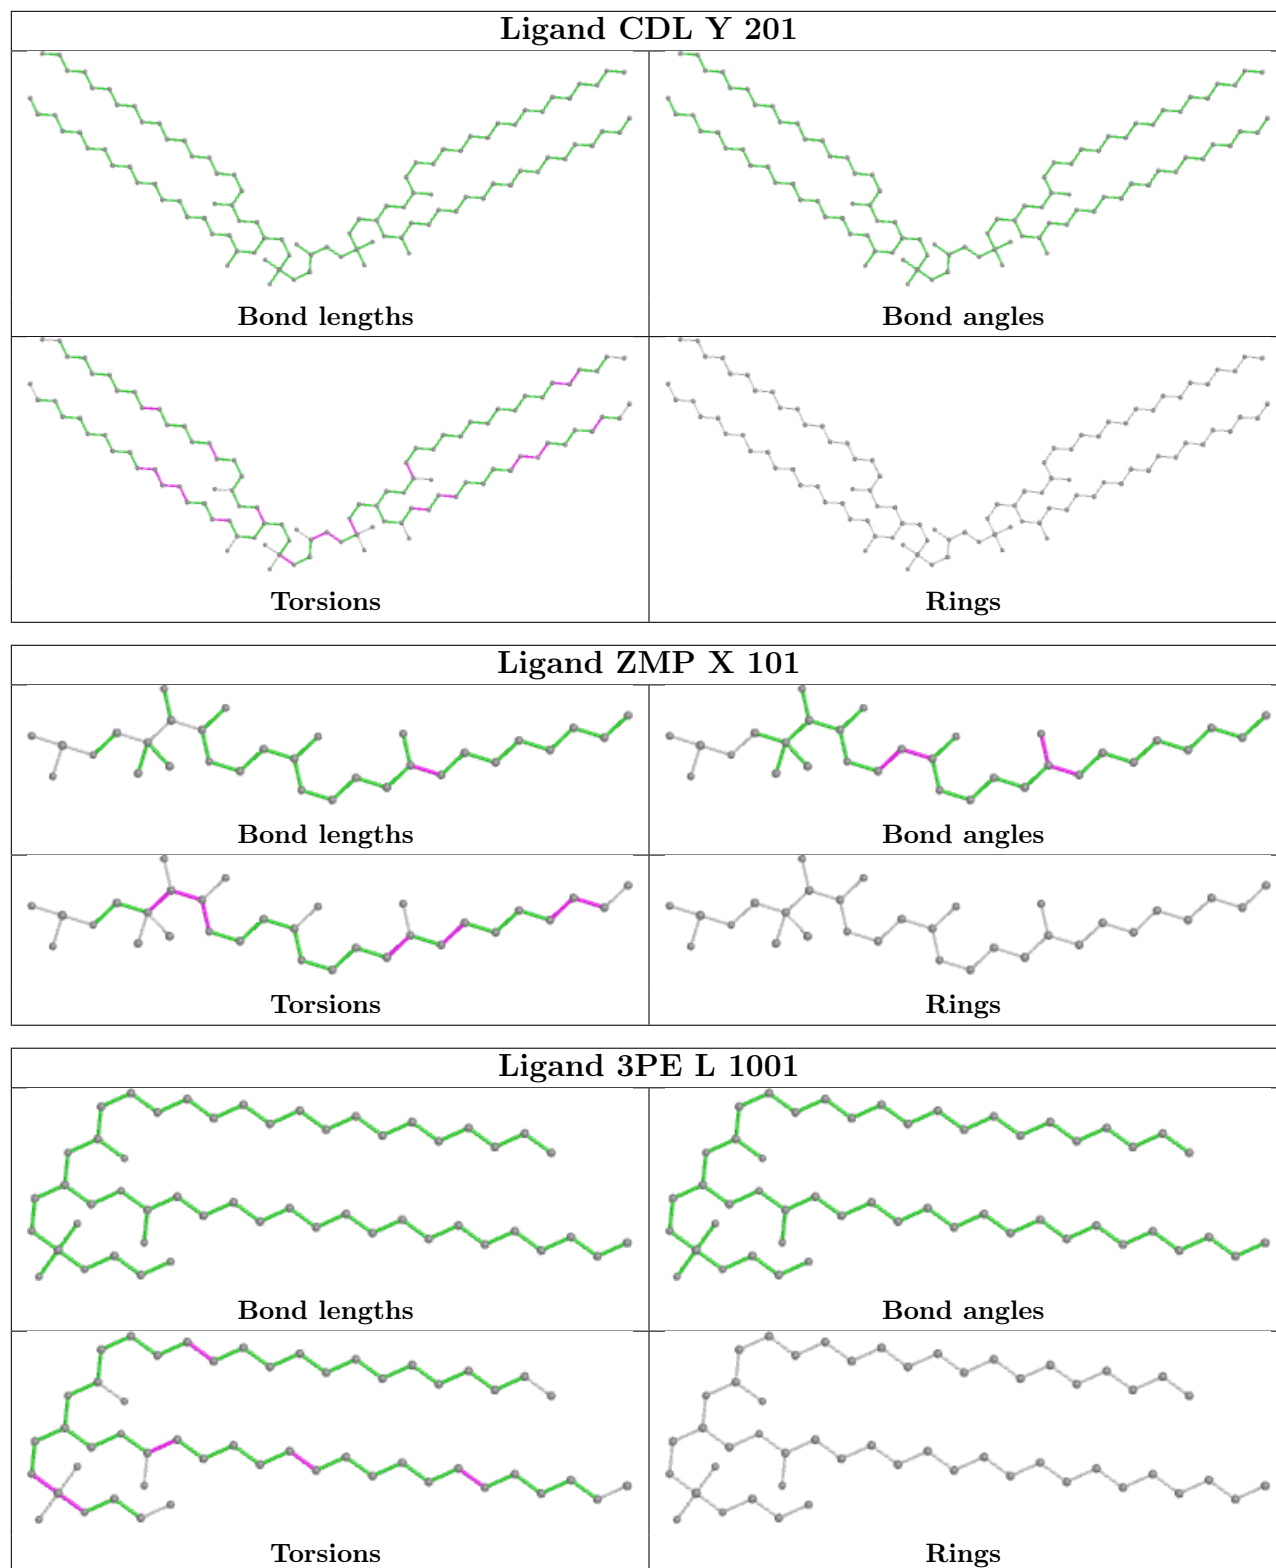 Ligand CDL Y 201
Bond lengths
Bond angles
Torsions
Rings
Ligand ZMP X 101
Bond lengths
Bond angles
Torsions
Rings
Ligand 3PE L 1001
Bond lengths
Bond angles
Torsions
Rings